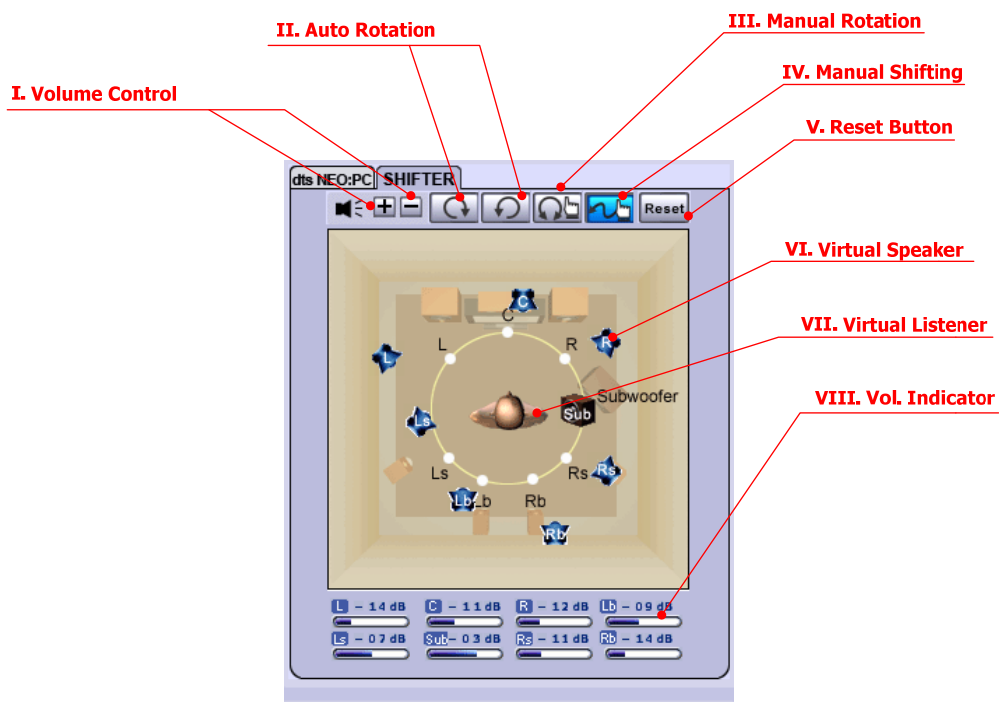 III. Manual Rotation
II. Auto Rotation
IV. Manual Shifting
I. Volume Control
V. Reset Button
dts NEO:PC SHIFTER
Reset
VI. Virtual Speaker
C
C
L R R
L
VII. Virtual Listener
Subwoofer
VIII. Vol. Indicator
Ls Sub
Ls Rs Rs
Lb Lb Rb
Rb
L - 14 dB C - 11 dB R - 12 dB Lb - 09 dB
Ls - 07 dB Sub - 03 dB Rs - 11 dB Rb - 14 dB